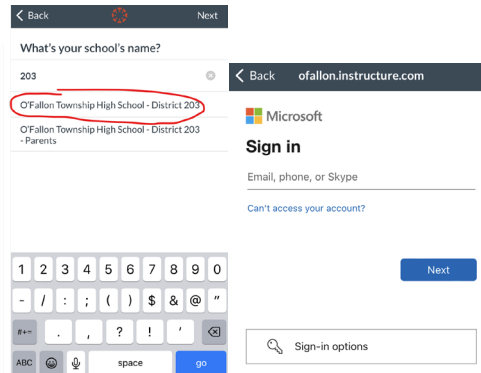 Back
Next
What's your school's name?
203
O'Fallon Township High School - District 203
O'Fallon Township High School - District 203
- Parents
1 2 3 4 5 6 7 8 9 0
- / : ; ( ) $ & @ "
#+= . , ? ! '
ABC space go
Back ofallon.instructure.com
Microsoft
Sign in
Email, phone, or Skype
Can't access your account?
Next
Sign-in options